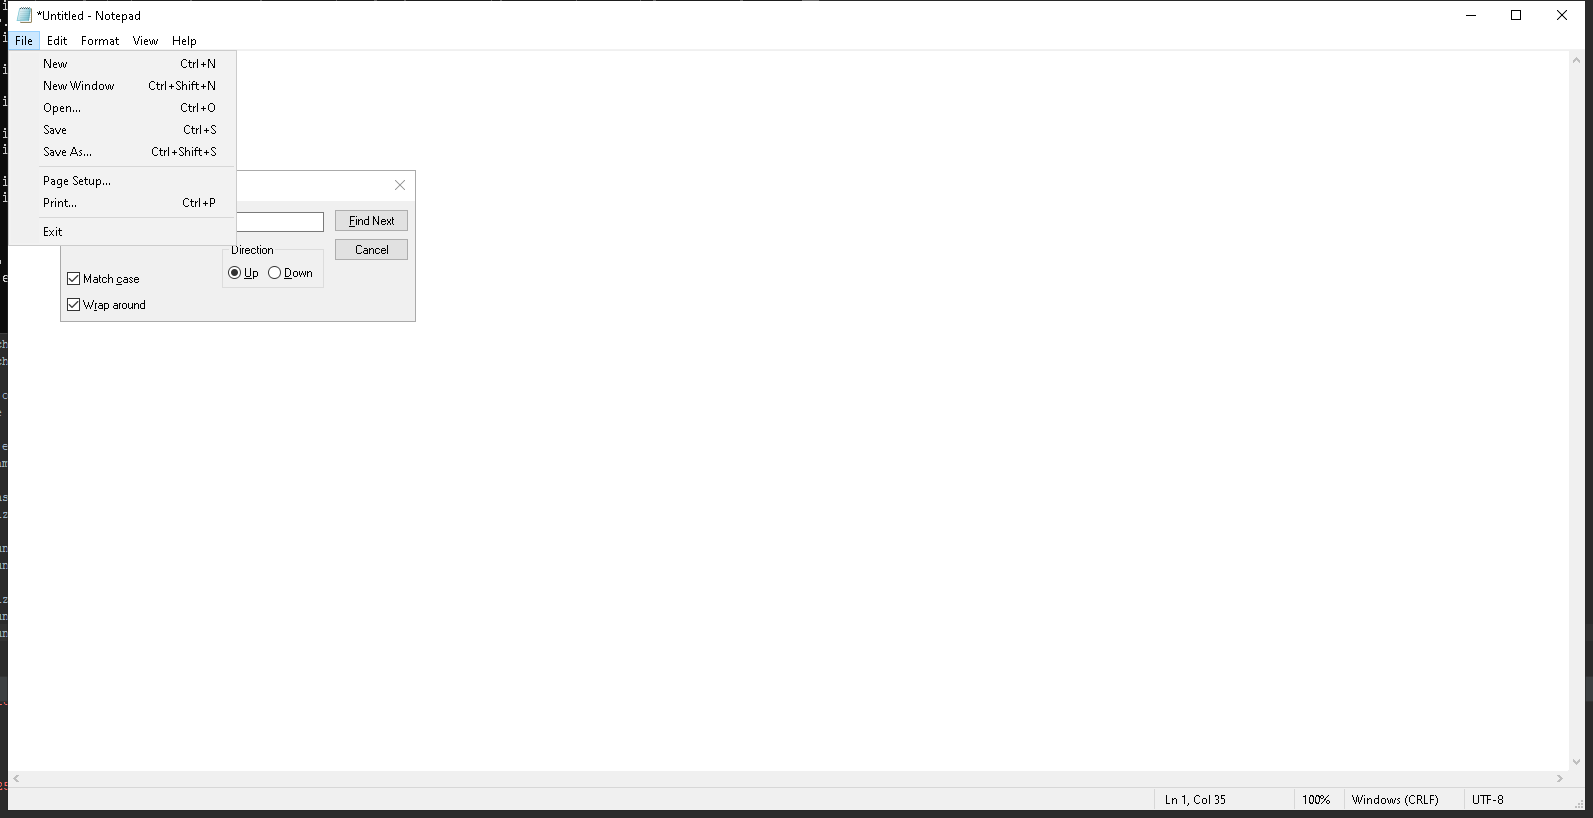 *Untitled - Notepad
File Edit Format View Help
New Ctrl+N
New Window Ctrl+Shift+N
Open... Ctrl+O
Save Ctrl+S
Save As... Ctrl+Shift+S
Page Setup...
Print... Ctrl+P
Exit
Find Next
Cancel
Direction
Up Down
Match case
Wrap around
Ln 1, Col 35 100% Windows (CRLF) UTF-8